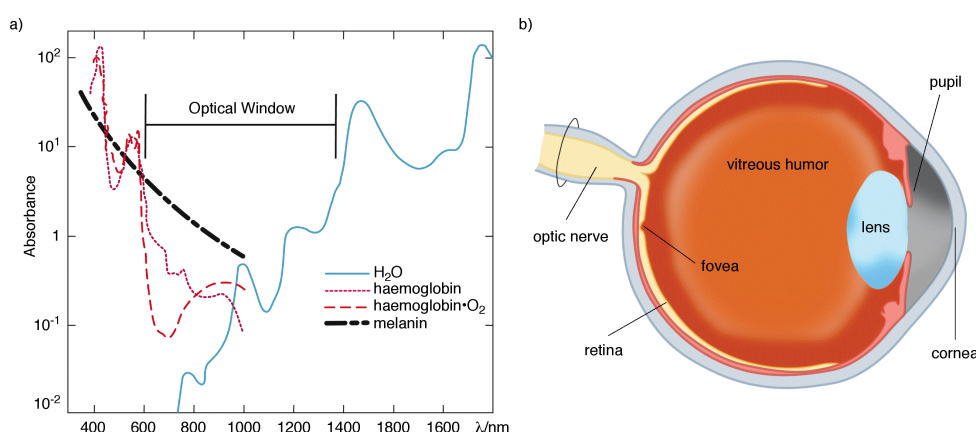 a)
10²
Optical Window
10¹
Absorbance
1
H₂O
haemoglobin
haemoglobin•O₂
melanin
10⁻¹
10⁻²
400 600 800 1000 1200 1400 1600 λ/nm
b)
pupil
vitreous humor
lens
optic nerve
fovea
retina
cornea